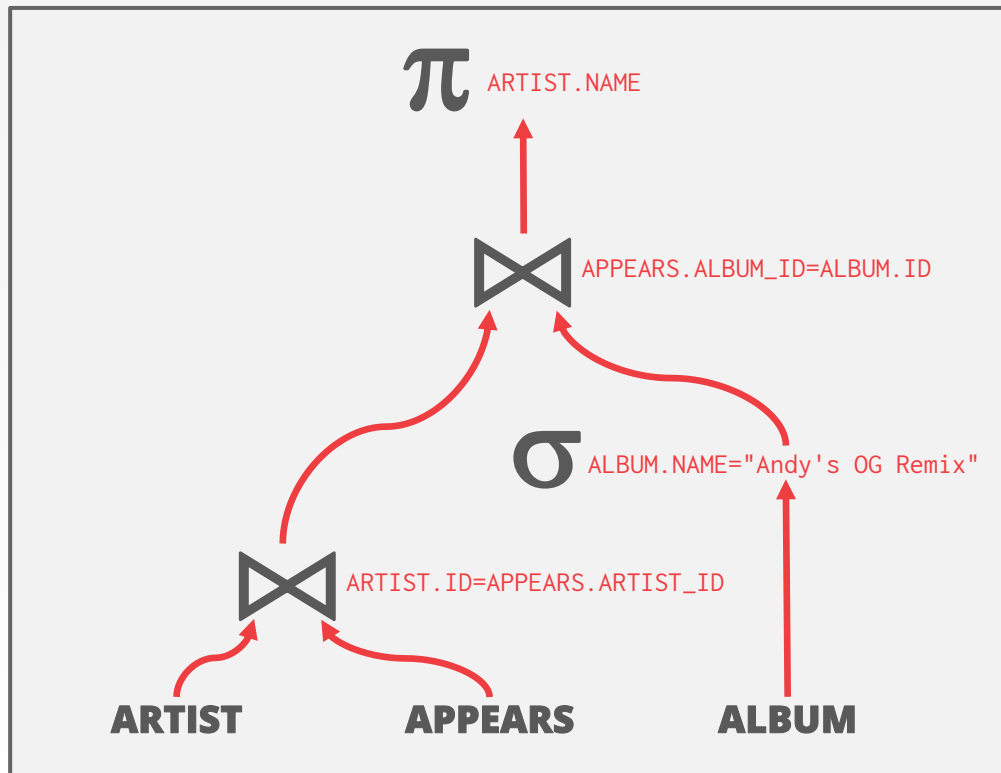 π ARTIST.NAME
⋈ APPEARS.ALBUM_ID=ALBUM.ID
σ ALBUM.NAME="Andy's OG Remix"
⋈ ARTIST.ID=APPEARS.ARTIST_ID
ARTIST APPEARS ALBUM